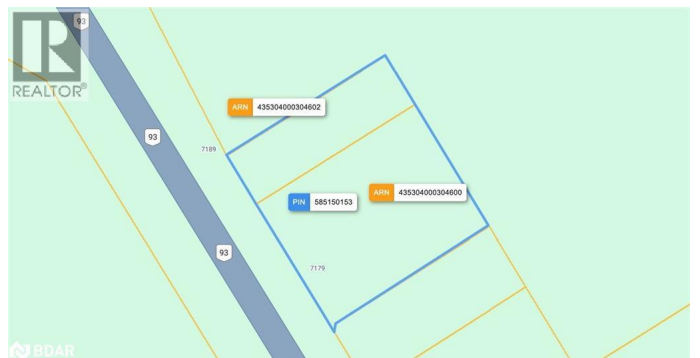 93
REALTOR®
ARN 435304000304602
93
7189
ARN 435304000304600
PIN 585150153
93
7179
BDAR